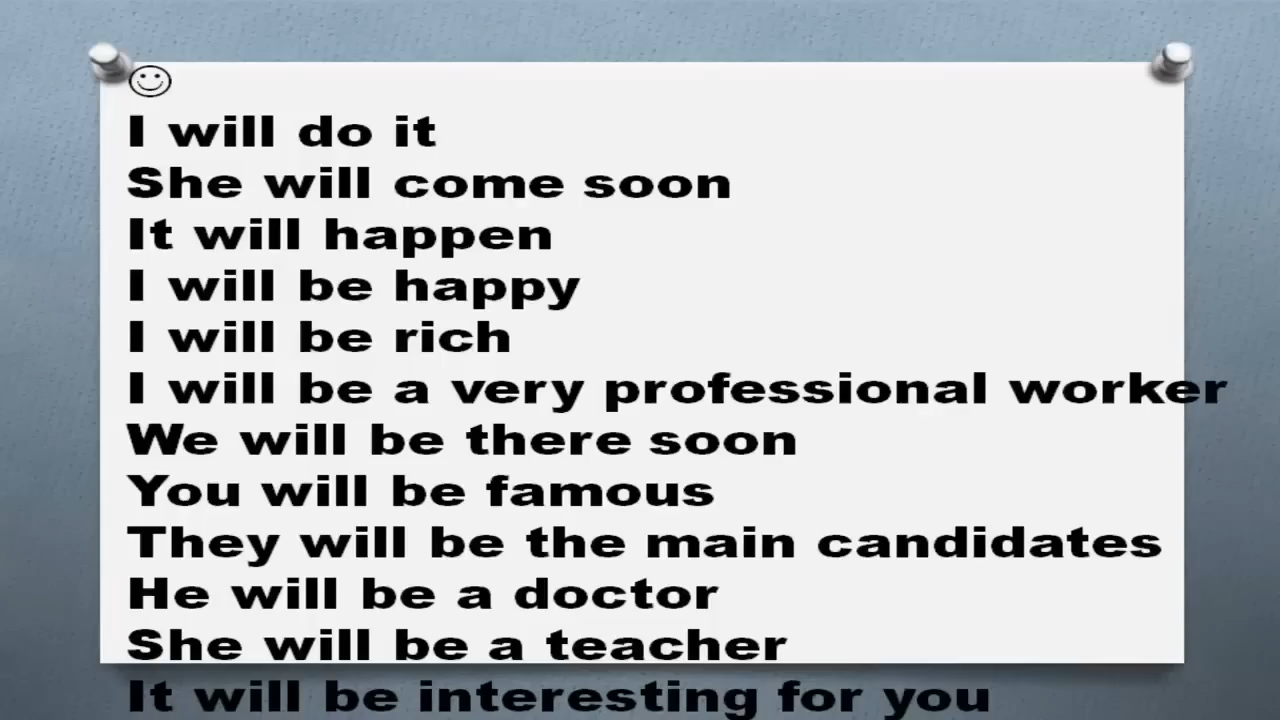 I will do it
She will come soon
It will happen
I will be happy
I will be rich
I will be a very professional worker
We will be there soon
You will be famous
They will be the main candidates
He will be a doctor
She will be a teacher
It will be interesting for you